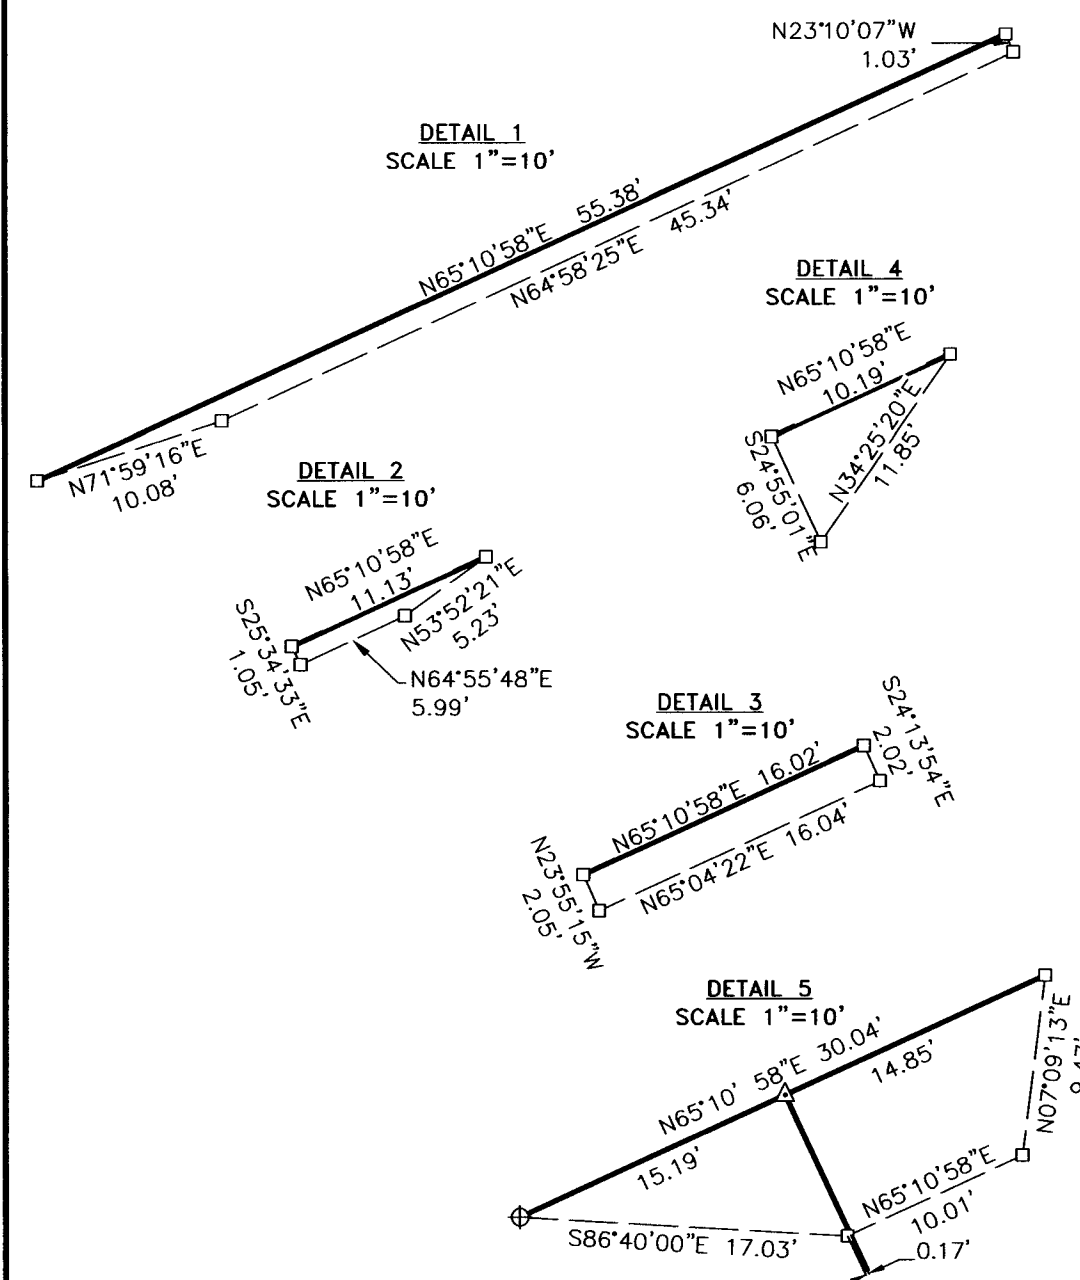 N23°10'07"W
1.03'
DETAIL 1
SCALE 1"=10'
N65°10'58"E 55.38'
N64°58'25"E 45.34'
N71°59'16"E
10.08'
DETAIL 4
SCALE 1"=10'
N65°10'58"E
10.19'
S24°55'01"E
6.06'
N34°25'20"E
11.85'
DETAIL 2
SCALE 1"=10'
N65°10'58"E
11.13'
S25°34'33"E
1.05'
N53°52'21"E
5.23'
N64°55'48"E
5.99'
DETAIL 3
SCALE 1"=10'
N65°10'58"E 16.02'
S24°13'54"E
2.02'
N65°04'22"E 16.04'
N23°55'15"W
2.05'
DETAIL 5
SCALE 1"=10'
N65°10' 58"E 30.04'
14.85'
15.19'
N07°09'13"E
N65°10'58"E
10.01'
S86°40'00"E 17.03'
0.17'